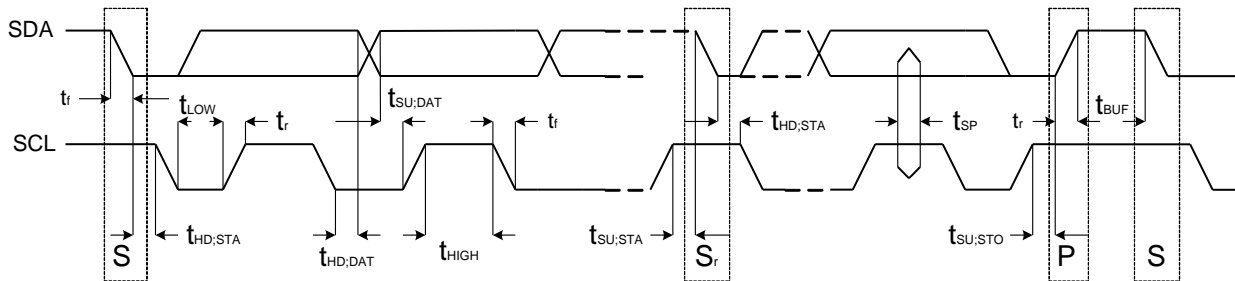 SDA
tf
tLOW
tr
tSU;DAT
tf
tHD;STA
tSP
tr
tBUF
SCL
S
tHD;STA
tHD;DAT
tHIGH
tSU;STA
Sr
tSU;STO
P
S